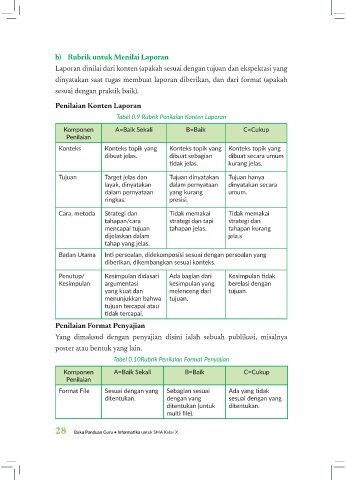 b) Rubrik untuk Menilai Laporan
Laporan dinilai dari konten (apakah sesuai dengan tujuan dan ekspektasi yang
dinyatakan saat tugas membuat laporan diberikan, dan dari format (apakah
sesuai dengan praktik baik).
Penilaian Konten Laporan
Tabel 0.9 Rubrik Penilaian Konten Laporan
Komponen Penilaian A=Baik Sekali B=Baik C=Cukup
Konteks
Konteks topik yang
dibuat jelas.
Konteks topik yang
dibuat sebagian
tidak jelas.
Konteks topik yang
dibuat secara umum
kurang jelas.
Tujuan
Target jelas dan
layak, dinyatakan
dalam pernyataan
ringkas.
Tujuan dinyatakan
dalam pernyataan
yang kurang
presisi.
Tujuan hanya
dinyatakan secara
umum.
Cara, metoda
Strategi dan
tahapan/cara
mencapai tujuan
dijelaskan dalam
tahap yang jelas.
Tidak memakai
strategi dan tapi
tahapan jelas.
Tidak memakai
strategi dan
tahapan kurang
jela.s
Badan Utama
Inti persoalan, didekomposisi sesuai dengan persoalan yang
diberikan, dikembangkan sesuai konteks.
Penutup/
Kesimpulan
Kesimpulan didasari
argumentasi
yang kuat dan
menunjukkan bahwa
tujuan tercapai atau
tidak tercapai.
Ada bagian dari
kesimpulan yang
melenceng dari
tujuan.
Kesimpulan tidak
berelasi dengan
tujuan.
Penilaian Format Penyajian
Yang dimaksud dengan penyajian disini ialah sebuah publikasi, misalnya
poster atau bentuk yang lain.
Tabel 0.10Rubrik Penilaian Format Penyajian
Komponen Penilaian A=Baik Sekali B=Baik C=Cukup
Format File
Sesuai dengan yang
ditentukan.
Sebagian sesuai
dengan yang
ditentukan (untuk
multi file).
Ada yang tidak
sesuai dengan yang
ditentukan.
28 Buku Panduan Guru • Informatika untuk SMA Kelas X